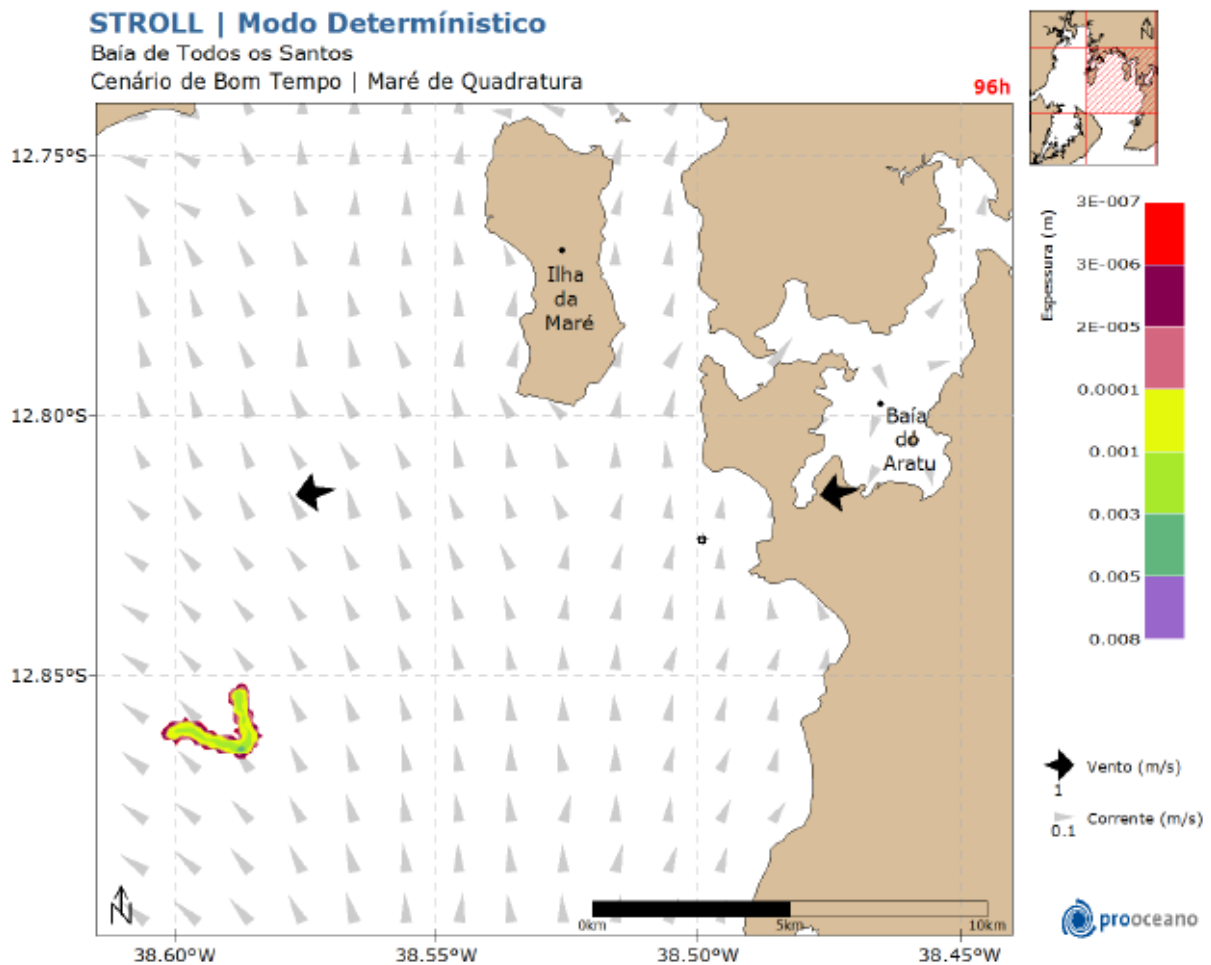 STROLL | Modo Determínistico
Baía de Todos os Santos
Cenário de Bom Tempo | Maré de Quadratura
96h
N
12.75°S
12.80°S
12.85°S
38.60°W
38.55°W
38.50°W
38.45°W
Ilha
da
Maré
Baía
do
Aratu
N
0km
5km
10km
Espessura (m)
3E-007
3E-006
2E-005
0.0001
0.001
0.003
0.005
0.008
Vento (m/s)
1
Corrente (m/s)
0.1
prooceano